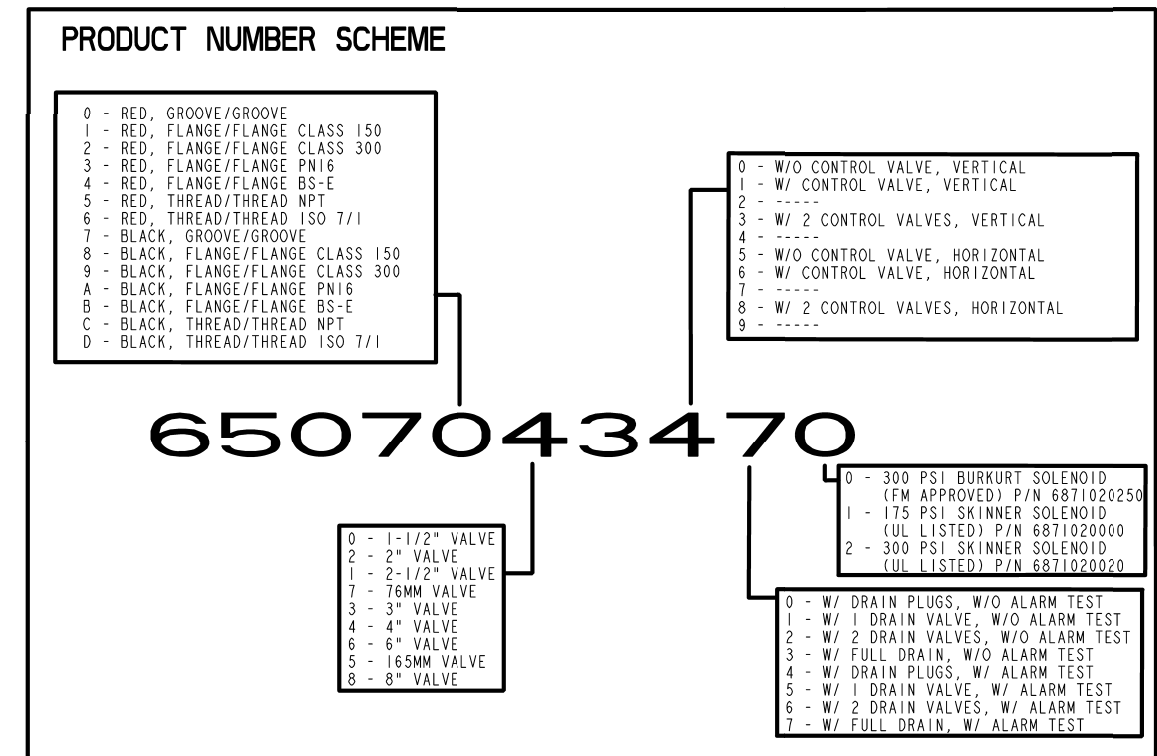 PRODUCT NUMBER SCHEME
0 - RED, GROOVE/GROOVE
1 - RED, FLANGE/FLANGE CLASS 150
2 - RED, FLANGE/FLANGE CLASS 300
3 - RED, FLANGE/FLANGE PN16
4 - RED, FLANGE/FLANGE BS-E
5 - RED, THREAD/THREAD NPT
6 - RED, THREAD/THREAD ISO 7/1
7 - BLACK, GROOVE/GROOVE
8 - BLACK, FLANGE/FLANGE CLASS 150
9 - BLACK, FLANGE/FLANGE CLASS 300
A - BLACK, FLANGE/FLANGE PN16
B - BLACK, FLANGE/FLANGE BS-E
C - BLACK, THREAD/THREAD NPT
D - BLACK, THREAD/THREAD ISO 7/1
0 - W/O CONTROL VALVE, VERTICAL
1 - W/ CONTROL VALVE, VERTICAL
2 - -----
3 - W/ 2 CONTROL VALVES, VERTICAL
4 - -----
5 - W/O CONTROL VALVE, HORIZONTAL
6 - W/ CONTROL VALVE, HORIZONTAL
7 - -----
8 - W/ 2 CONTROL VALVES, HORIZONTAL
9 - -----
6507043470
0 - 1-1/2" VALVE
2 - 2" VALVE
1 - 2-1/2" VALVE
7 - 76MM VALVE
3 - 3" VALVE
4 - 4" VALVE
6 - 6" VALVE
5 - 165MM VALVE
8 - 8" VALVE
0 - 300 PSI BURKURT SOLENOID
(FM APPROVED) P/N 6871020250
1 - 175 PSI SKINNER SOLENOID
(UL LISTED) P/N 6871020000
2 - 300 PSI SKINNER SOLENOID
(UL LISTED) P/N 6871020020
0 - W/ DRAIN PLUGS, W/O ALARM TEST
1 - W/ 1 DRAIN VALVE, W/O ALARM TEST
2 - W/ 2 DRAIN VALVES, W/O ALARM TEST
3 - W/ FULL DRAIN, W/O ALARM TEST
4 - W/ DRAIN PLUGS, W/ ALARM TEST
5 - W/ 1 DRAIN VALVE, W/ ALARM TEST
6 - W/ 2 DRAIN VALVES, W/ ALARM TEST
7 - W/ FULL DRAIN, W/ ALARM TEST